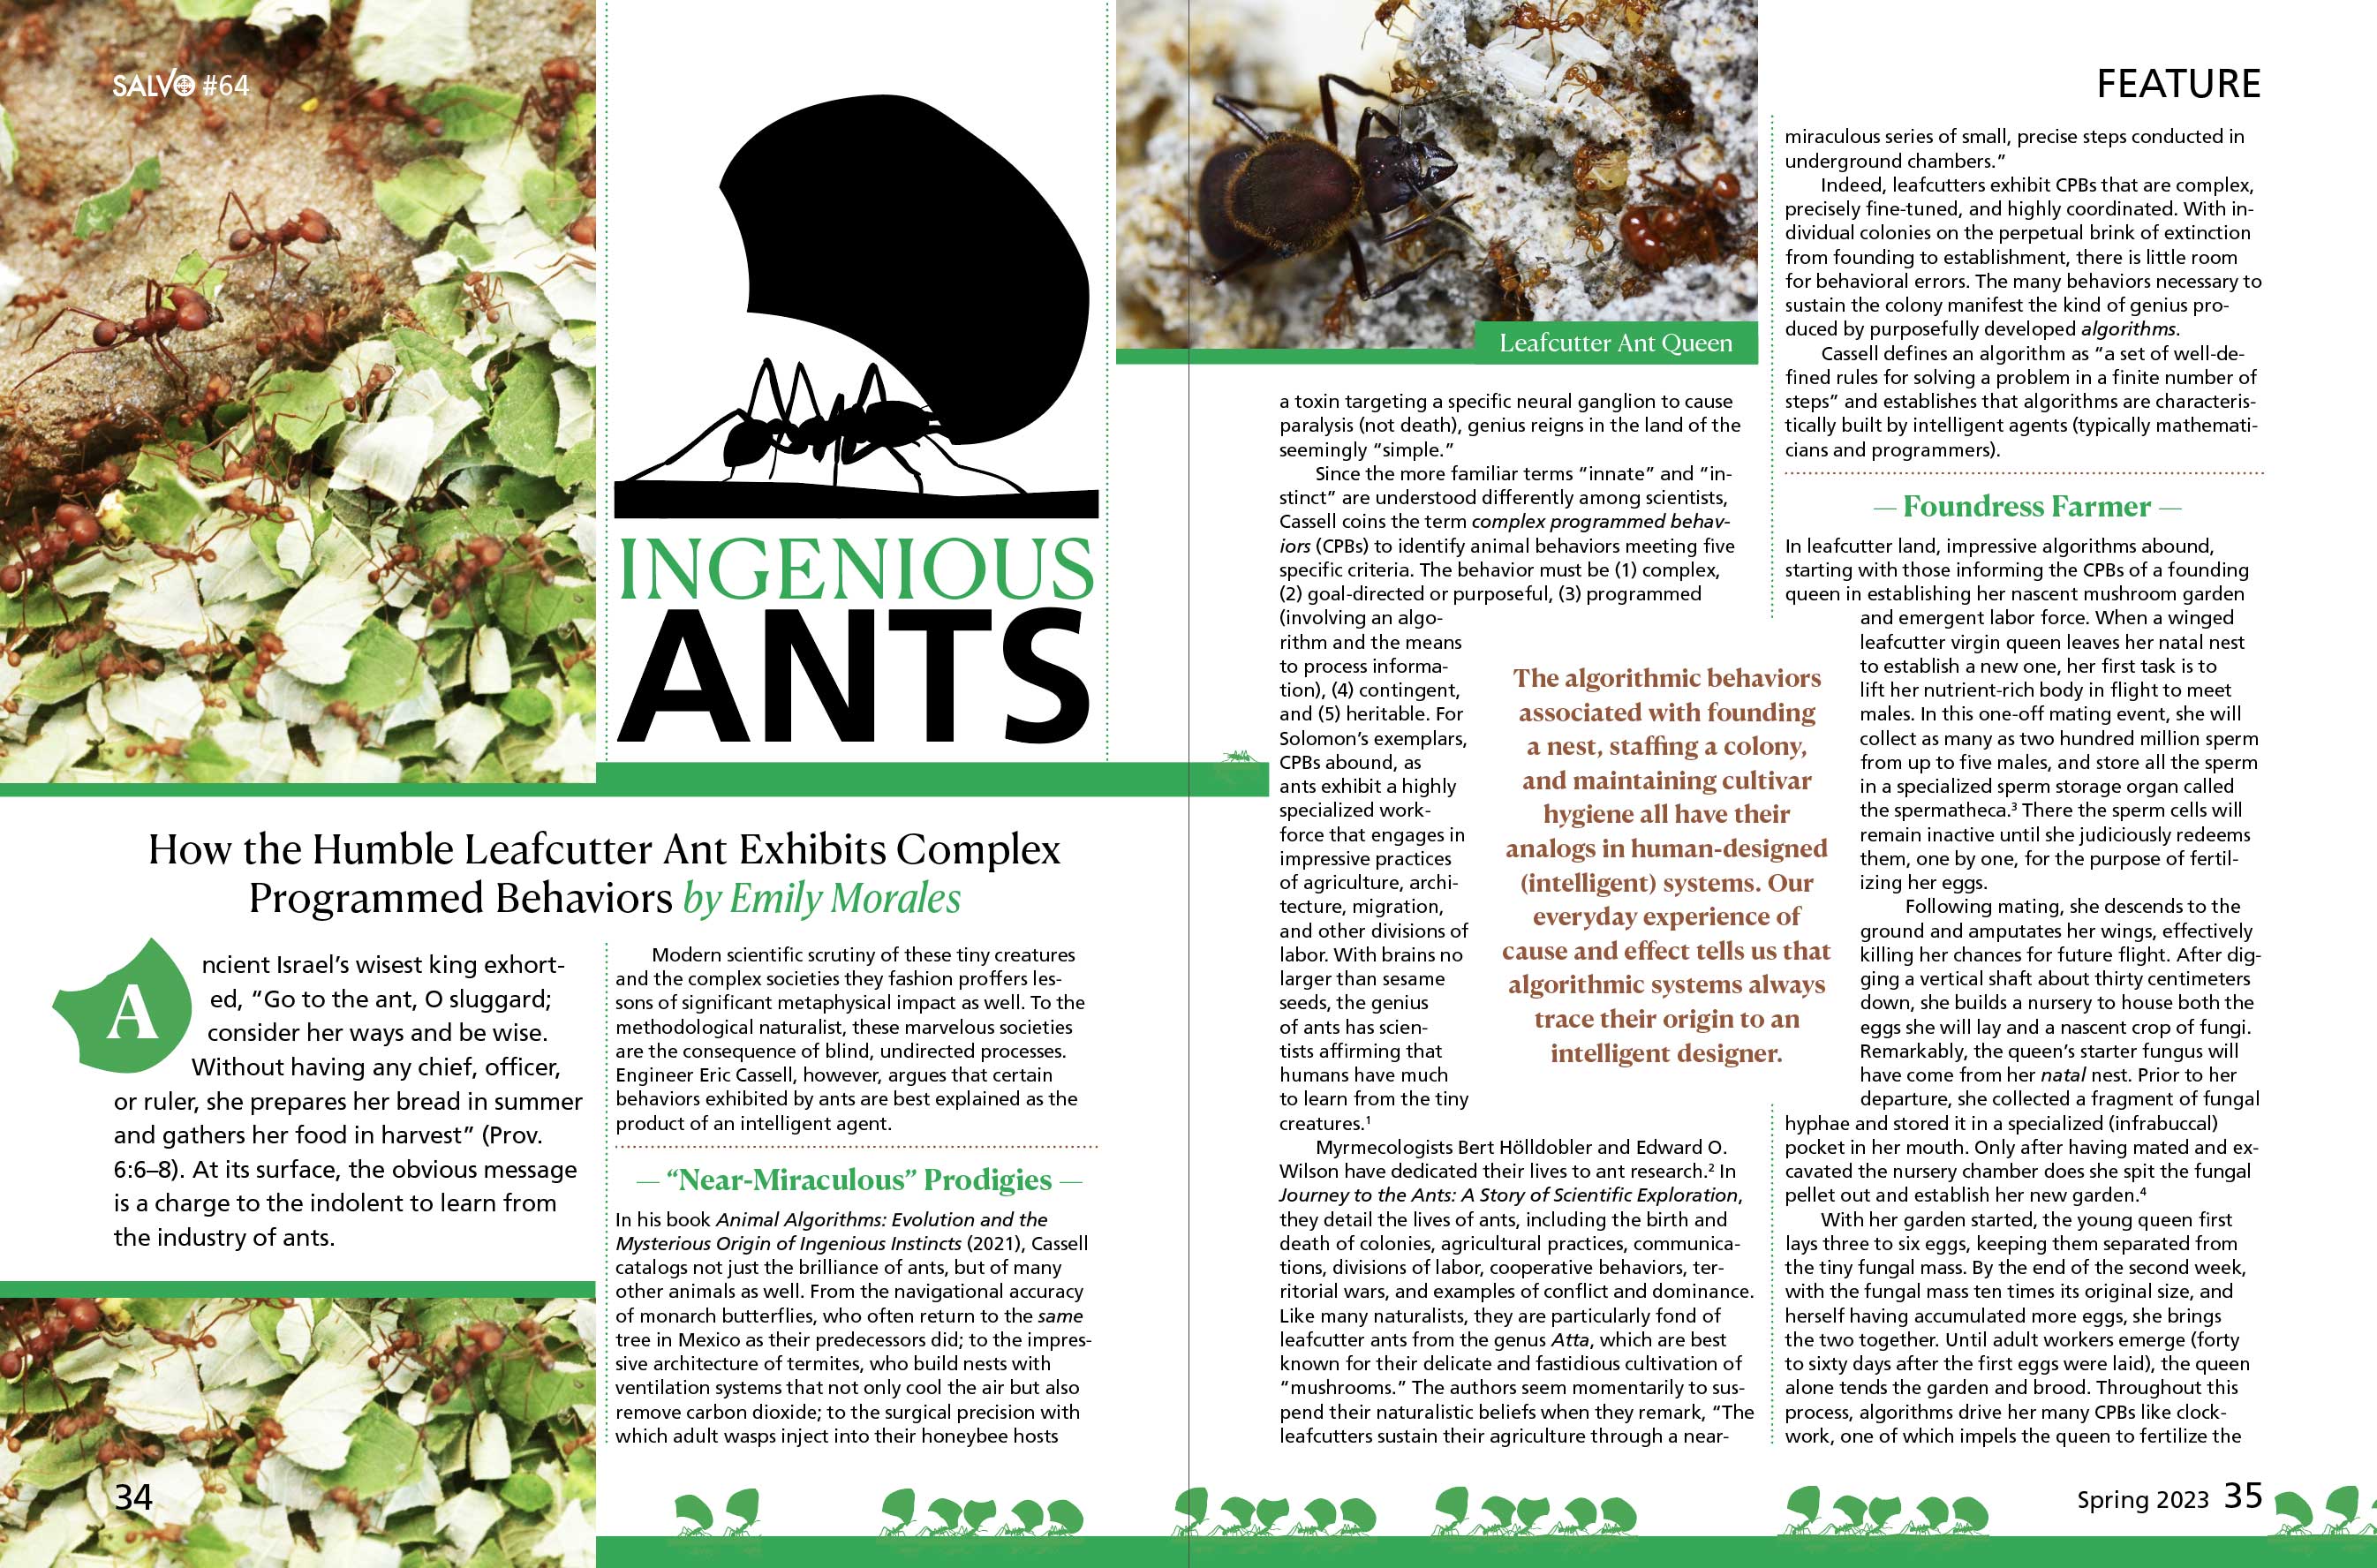 SALVO #64
INGENIOUS
ANTS
How the Humble Leafcutter Ant Exhibits Complex
Programmed Behaviors by Emily Morales
Ancient Israel’s wisest king exhort-
ed, “Go to the ant, O sluggard;
consider her ways and be wise.
Without having any chief, officer,
or ruler, she prepares her bread in summer
and gathers her food in harvest” (Prov.
6:6–8). At its surface, the obvious message
is a charge to the indolent to learn from
the industry of ants.
Modern scientific scrutiny of these tiny creatures
and the complex societies they fashion proffers les-
sons of significant metaphysical impact as well. To the
methodological naturalist, these marvelous societies
are the consequence of blind, undirected processes.
Engineer Eric Cassell, however, argues that certain
behaviors exhibited by ants are best explained as the
product of an intelligent agent.
— “Near-Miraculous” Prodigies —
In his book Animal Algorithms: Evolution and the
Mysterious Origin of Ingenious Instincts (2021), Cassell
catalogs not just the brilliance of ants, but of many
other animals as well. From the navigational accuracy
of monarch butterflies, who often return to the same
tree in Mexico as their predecessors did; to the impres-
sive architecture of termites, who build nests with
ventilation systems that not only cool the air but also
remove carbon dioxide; to the surgical precision with
which adult wasps inject into their honeybee hosts
34
Leafcutter Ant Queen
a toxin targeting a specific neural ganglion to cause
paralysis (not death), genius reigns in the land of the
seemingly “simple.”
Since the more familiar terms “innate” and “in-
stinct” are understood differently among scientists,
Cassell coins the term complex programmed behav-
iors (CPBs) to identify animal behaviors meeting five
specific criteria. The behavior must be (1) complex,
(2) goal-directed or purposeful, (3) programmed
(involving an algo-
rithm and the means
to process informa-
tion), (4) contingent,
and (5) heritable. For
Solomon’s exemplars,
CPBs abound, as
ants exhibit a highly
specialized work-
force that engages in
impressive practices
of agriculture, archi-
tecture, migration,
and other divisions of
labor. With brains no
larger than sesame
seeds, the genius
of ants has scien-
tists affirming that
humans have much
to learn from the tiny
creatures.¹
Myrmecologists Bert Hölldobler and Edward O.
Wilson have dedicated their lives to ant research.² In
Journey to the Ants: A Story of Scientific Exploration,
they detail the lives of ants, including the birth and
death of colonies, agricultural practices, communica-
tions, divisions of labor, cooperative behaviors, ter-
ritorial wars, and examples of conflict and dominance.
Like many naturalists, they are particularly fond of
leafcutter ants from the genus Atta, which are best
known for their delicate and fastidious cultivation of
“mushrooms.” The authors seem momentarily to sus-
pend their naturalistic beliefs when they remark, “The
leafcutters sustain their agriculture through a near-
The algorithmic behaviors
associated with founding
a nest, staffing a colony,
and maintaining cultivar
hygiene all have their
analogs in human-designed
(intelligent) systems. Our
everyday experience of
cause and effect tells us that
algorithmic systems always
trace their origin to an
intelligent designer.
FEATURE
miraculous series of small, precise steps conducted in
underground chambers.”
Indeed, leafcutters exhibit CPBs that are complex,
precisely fine-tuned, and highly coordinated. With in-
dividual colonies on the perpetual brink of extinction
from founding to establishment, there is little room
for behavioral errors. The many behaviors necessary to
sustain the colony manifest the kind of genius pro-
duced by purposefully developed algorithms.
Cassell defines an algorithm as “a set of well-de-
fined rules for solving a problem in a finite number of
steps” and establishes that algorithms are characteris-
tically built by intelligent agents (typically mathemati-
cians and programmers).
— Foundress Farmer —
In leafcutter land, impressive algorithms abound,
starting with those informing the CPBs of a founding
queen in establishing her nascent mushroom garden
and emergent labor force. When a winged
leafcutter virgin queen leaves her natal nest
to establish a new one, her first task is to
lift her nutrient-rich body in flight to meet
males. In this one-off mating event, she will
collect as many as two hundred million sperm
from up to five males, and store all the sperm
in a specialized sperm storage organ called
the spermatheca.³ There the sperm cells will
remain inactive until she judiciously redeems
them, one by one, for the purpose of fertil-
izing her eggs.
Following mating, she descends to the
ground and amputates her wings, effectively
killing her chances for future flight. After dig-
ging a vertical shaft about thirty centimeters
down, she builds a nursery to house both the
eggs she will lay and a nascent crop of fungi.
Remarkably, the queen’s starter fungus will
have come from her natal nest. Prior to her
departure, she collected a fragment of fungal
hyphae and stored it in a specialized (infrabuccal)
pocket in her mouth. Only after having mated and ex-
cavated the nursery chamber does she spit the fungal
pellet out and establish her new garden.⁴
With her garden started, the young queen first
lays three to six eggs, keeping them separated from
the tiny fungal mass. By the end of the second week,
with the fungal mass ten times its original size, and
herself having accumulated more eggs, she brings
the two together. Until adult workers emerge (forty
to sixty days after the first eggs were laid), the queen
alone tends the garden and brood. Throughout this
process, algorithms drive her many CPBs like clock-
work, one of which impels the queen to fertilize the
Spring 2023 35